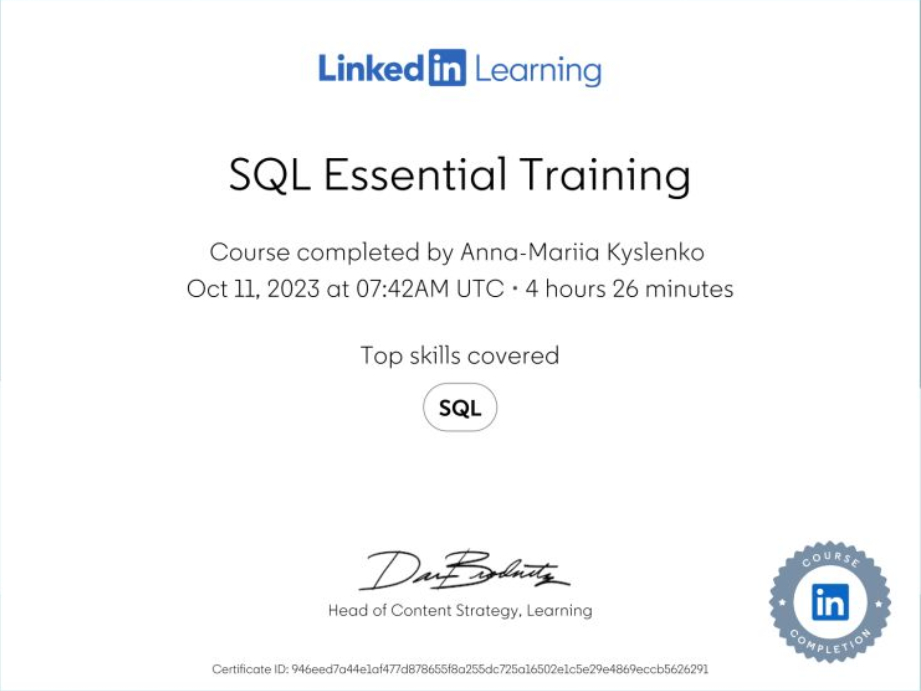 Linked in Learning
SQL Essential Training
Course completed by Anna-Mariia Kyslenko
Oct 11, 2023 at 07:42AM UTC • 4 hours 26 minutes
Top skills covered
SQL
Dan Brodnitz
Head of Content Strategy, Learning
COURSE
in
COMPLETION
Certificate ID: 946eed7a44e1af477d878655f8a255dc725a16502e1c5e29e4869eccb5626291